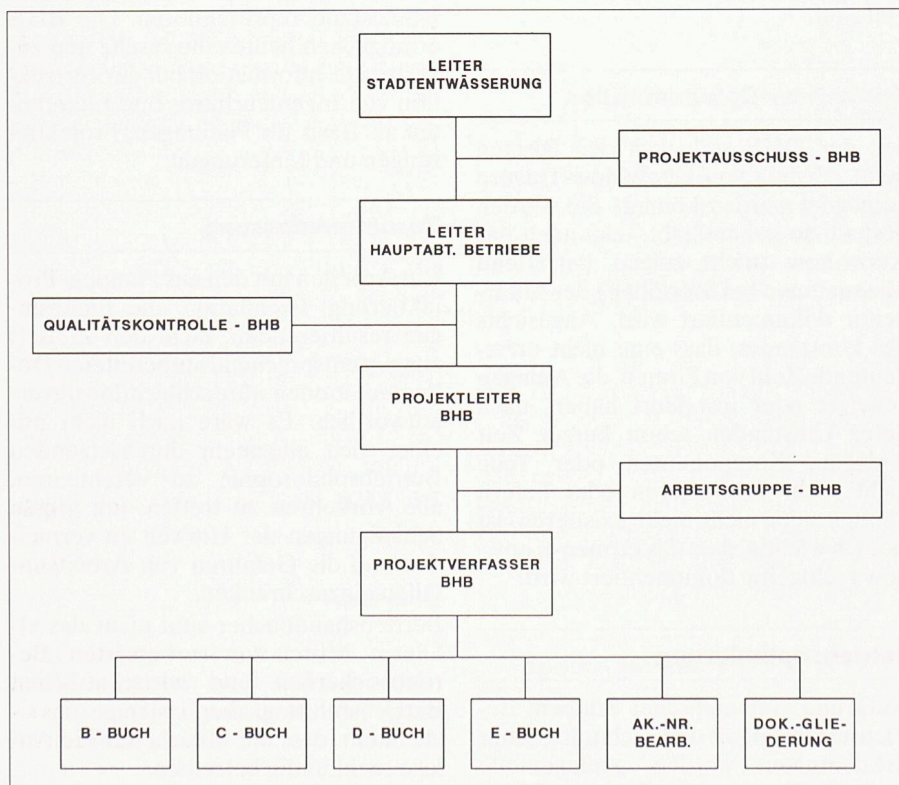 LEITER
STADTENTWÄSSERUNG
PROJEKTAUSSCHUSS - BHB
LEITER
HAUPTABT. BETRIEBE
QUALITÄTSKONTROLLE - BHB
PROJEKTLEITER
BHB
ARBEITSGRUPPE - BHB
PROJEKTVERFASSER
BHB
B - BUCH
C - BUCH
D - BUCH
E - BUCH
AK.-NR.
BEARB.
DOK.-GLIE-
DERUNG